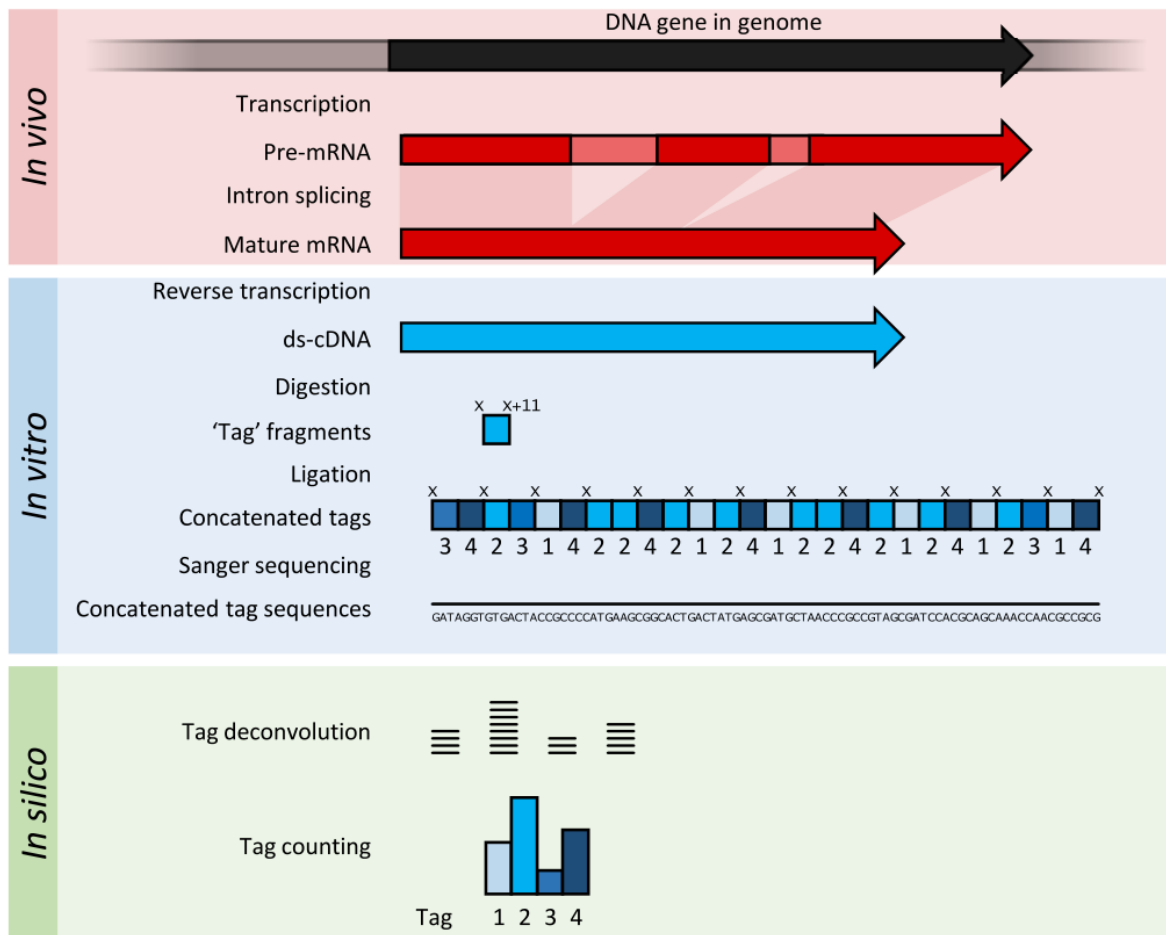 DNA gene in genome
In vivo
Transcription
Pre-mRNA
Intron splicing
Mature mRNA
In vitro
Reverse transcription
ds-cDNA
Digestion
x x+11
‘Tag’ fragments
Ligation
x x x x x x x x x x x x x x
Concatenated tags
3 4 2 3 1 4 2 2 4 2 1 2 4 1 2 2 4 2 1 2 4 1 2 3 1 4
Sanger sequencing
Concatenated tag sequences
GATAGGTGTGACTACCGCCCCATGAAGCGGCACTGACTATGAGCGATGCTAACCCGCCGTAGCGATCCACGCAGCAAACCAACGCCGCG
In silico
Tag deconvolution
Tag counting
Tag 1 2 3 4